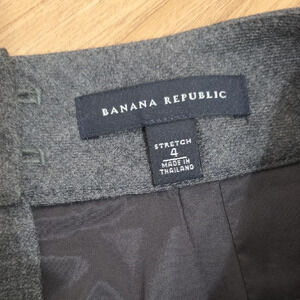 BANANA REPUBLIC
STRETCH
4
MADE IN
THAILAND